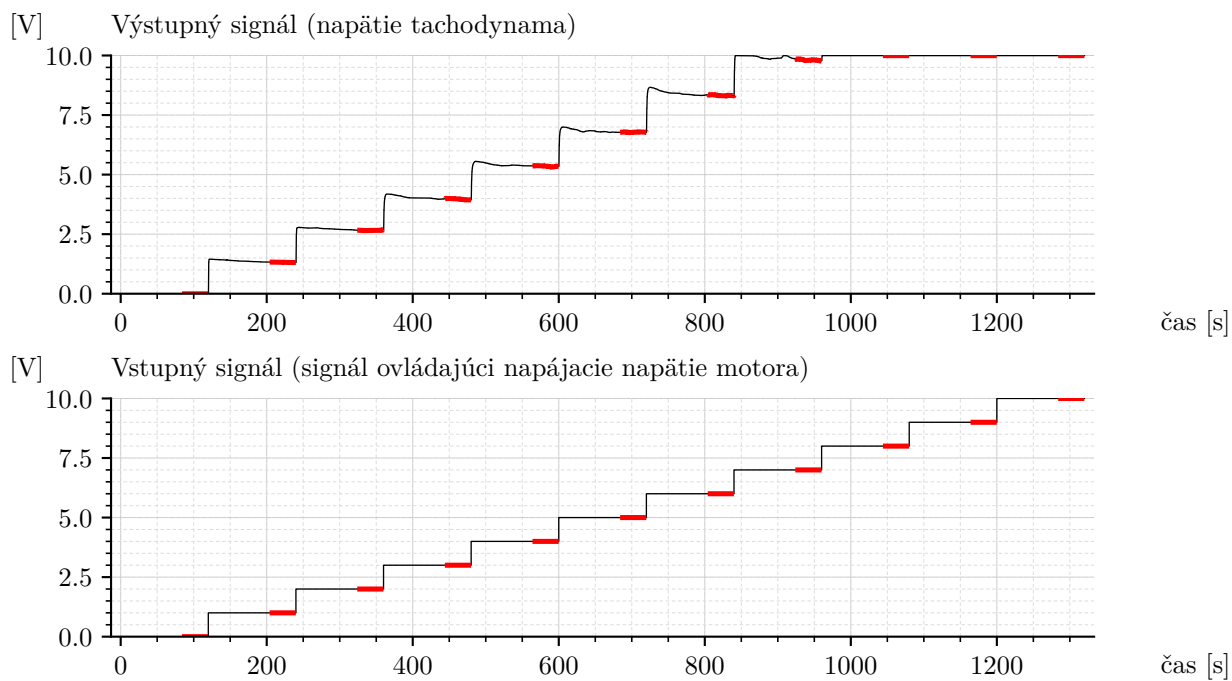 [V] Výstupný signál (napätie tachodynama)
10.0
7.5
5.0
2.5
0.0
0 200 400 600 800 1000 1200 čas [s]
[V] Vstupný signál (signál ovládajúci napájacie napätie motora)
10.0
7.5
5.0
2.5
0.0
0 200 400 600 800 1000 1200 čas [s]